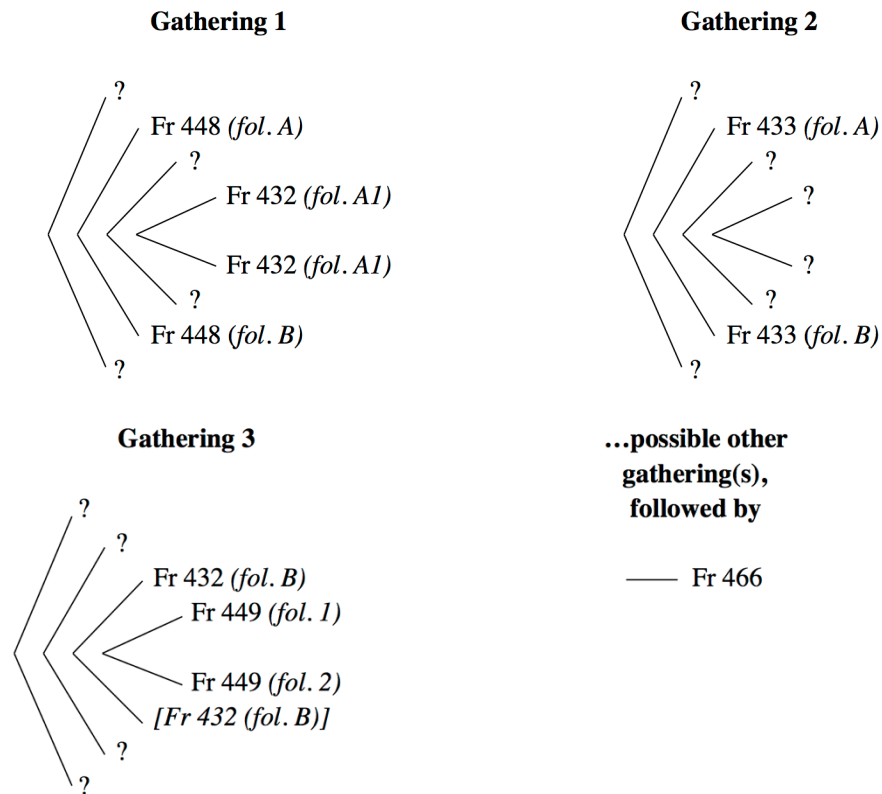 Gathering 1
?
Fr 448 (fol. A)
?
Fr 432 (fol. A1)
Fr 432 (fol. A1)
?
Fr 448 (fol. B)
?
Gathering 2
?
Fr 433 (fol. A)
?
?
?
?
Fr 433 (fol. B)
?
Gathering 3
?
?
Fr 432 (fol. B)
Fr 449 (fol. 1)
Fr 449 (fol. 2)
[Fr 432 (fol. B)]
?
?
...possible other
gathering(s),
followed by
Fr 466